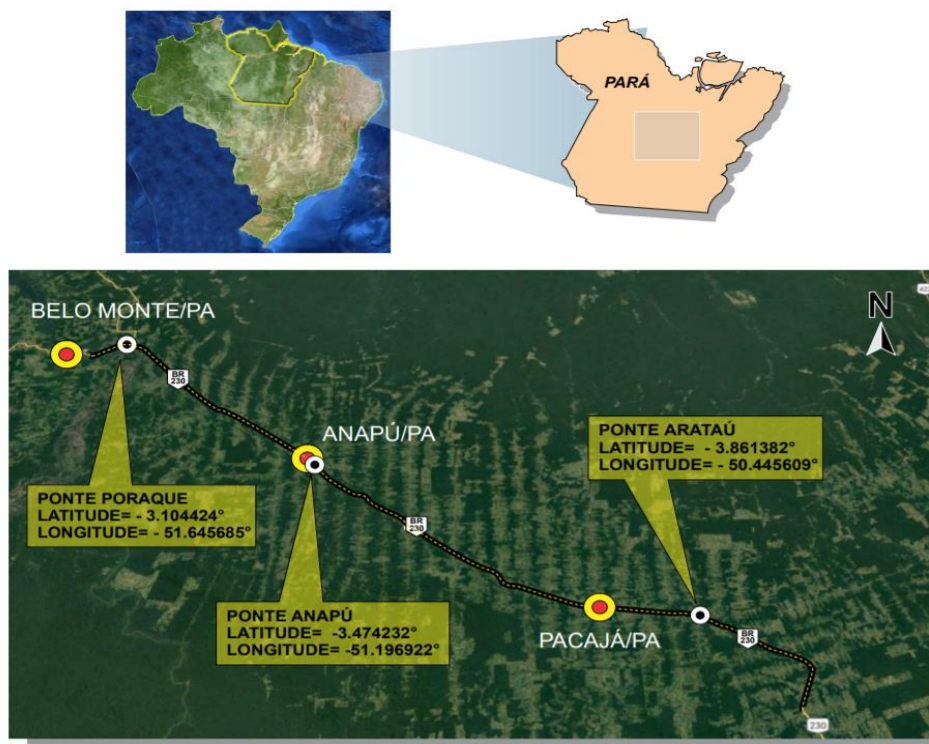 PARÁ
BELO MONTE/PA
N
BR
230
ANAPÚ/PA
PONTE ARATAÚ
LATITUDE= - 3.861382°
LONGITUDE= - 50.445609°
PONTE PORAQUE
LATITUDE= - 3.104424°
LONGITUDE= - 51.645685°
BR
230
PONTE ANAPÚ
LATITUDE= -3.474232°
LONGITUDE= -51.196922°
PACAJÁ/PA
BR
230
230